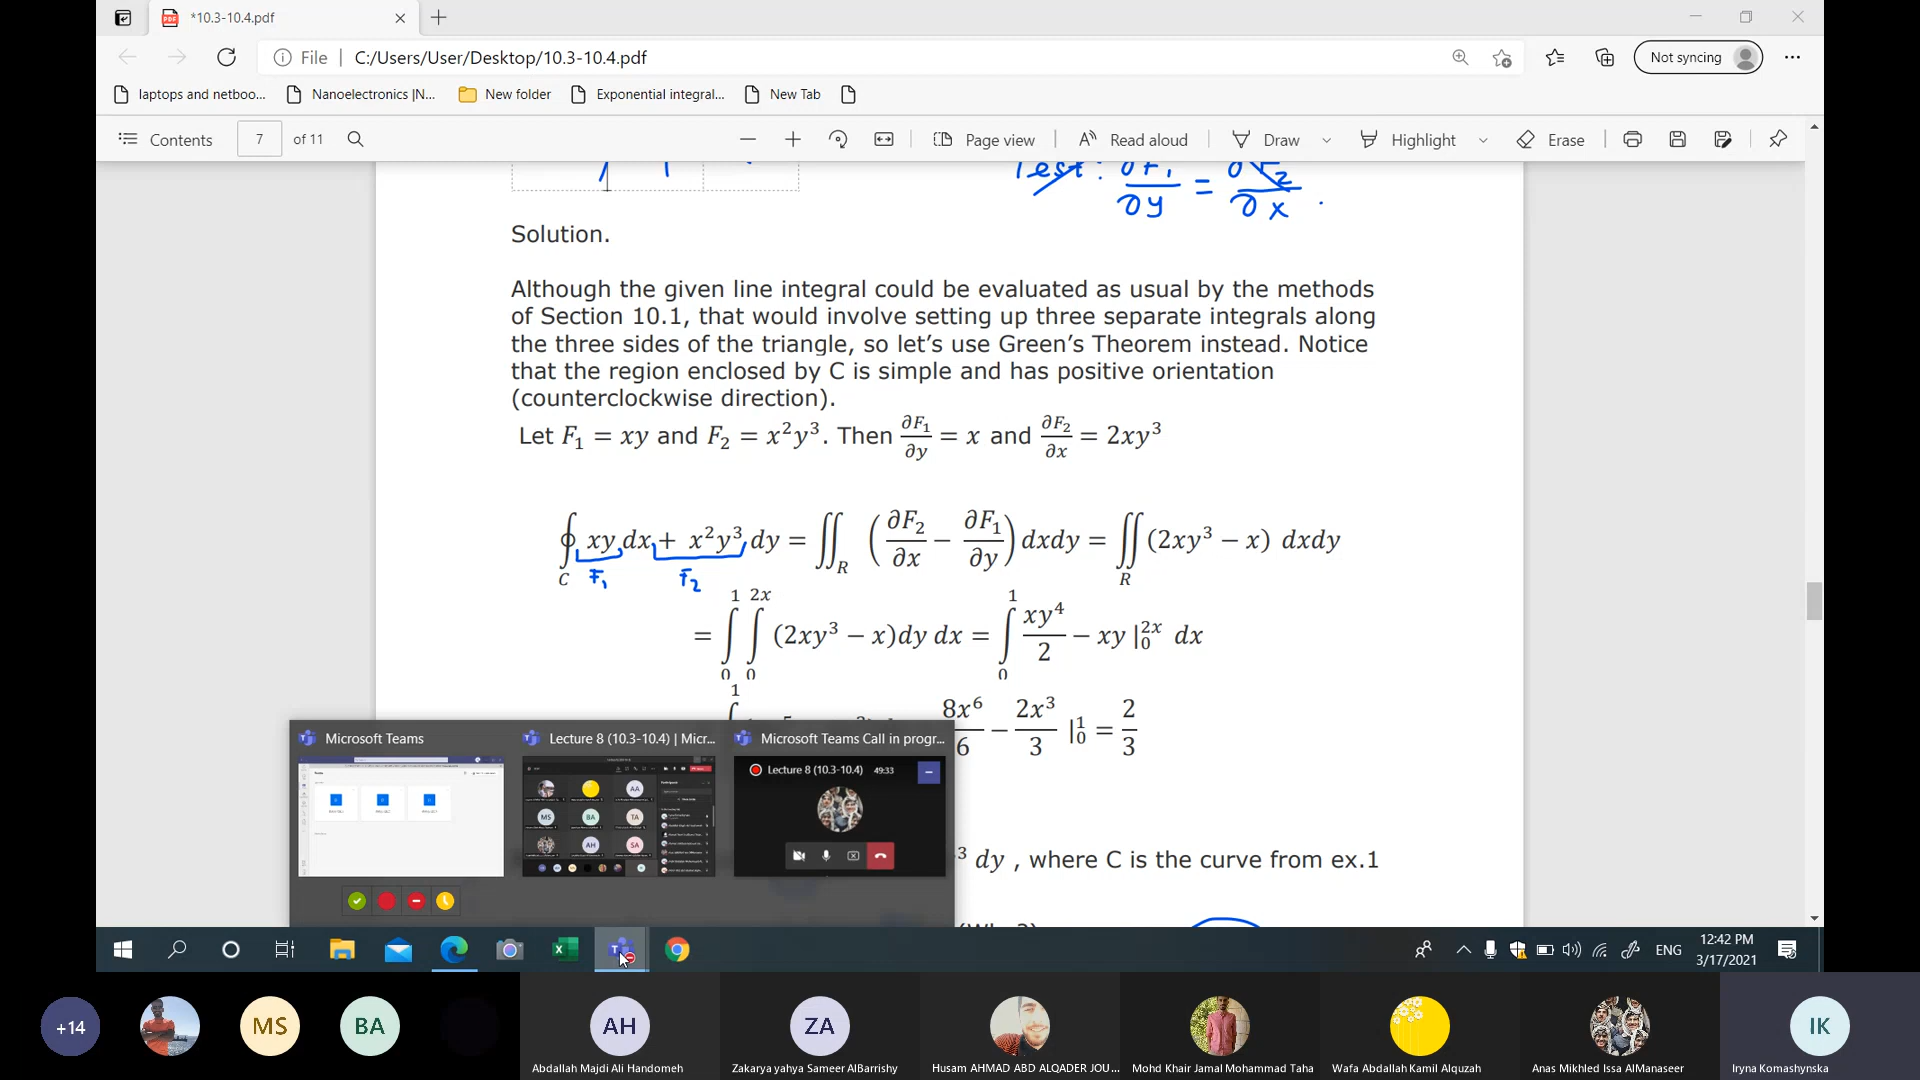 *10.3-10.4.pdf
File | C:/Users/User/Desktop/10.3-10.4.pdf
Not syncing
laptops and netboo...
Nanoelectronics |N...
New folder
Exponential integral...
New Tab
Contents
7
of 11
Page view
Read aloud
Draw
Highlight
Erase
Test: ∂F₁/∂y = ∂F₂/∂x .
Solution.
Although the given line integral could be evaluated as usual by the methods
of Section 10.1, that would involve setting up three separate integrals along
the three sides of the triangle, so let's use Green's Theorem instead. Notice
that the region enclosed by C is simple and has positive orientation
(counterclockwise direction).
Let F₁ = xy and F₂ = x²y³. Then ∂F₁/∂y = x and ∂F₂/∂x = 2xy³
∮_C xy dx + x²y³ dy = ∬_R (∂F₂/∂x − ∂F₁/∂y) dxdy = ∬_R (2xy³ − x) dxdy
F₁ F₂
= ∫₀¹ ∫₀²ˣ (2xy³ − x)dy dx = ∫₀¹ xy⁴/2 − xy |₀²ˣ dx
8x⁶/6 − 2x³/3 |₀¹ = 2/3
³ dy , where C is the curve from ex.1
Microsoft Teams
Lecture 8 (10.3-10.4) | Micr...
Microsoft Teams Call in progr...
Lecture 8 (10.3-10.4) 49:33
AA
MS
BA
TA
AH
SA
ENG
12:42 PM
3/17/2021
+14
MS
BA
AH
ZA
IK
Abdallah Majdi Ali Handomeh
Zakarya yahya Sameer AlBarrishy
Husam AHMAD ABD ALQADER JOU...
Mohd Khair Jamal Mohammad Taha
Wafa Abdallah Kamil Alquzah
Anas Mikhled Issa AlManaseer
Iryna Komashynska